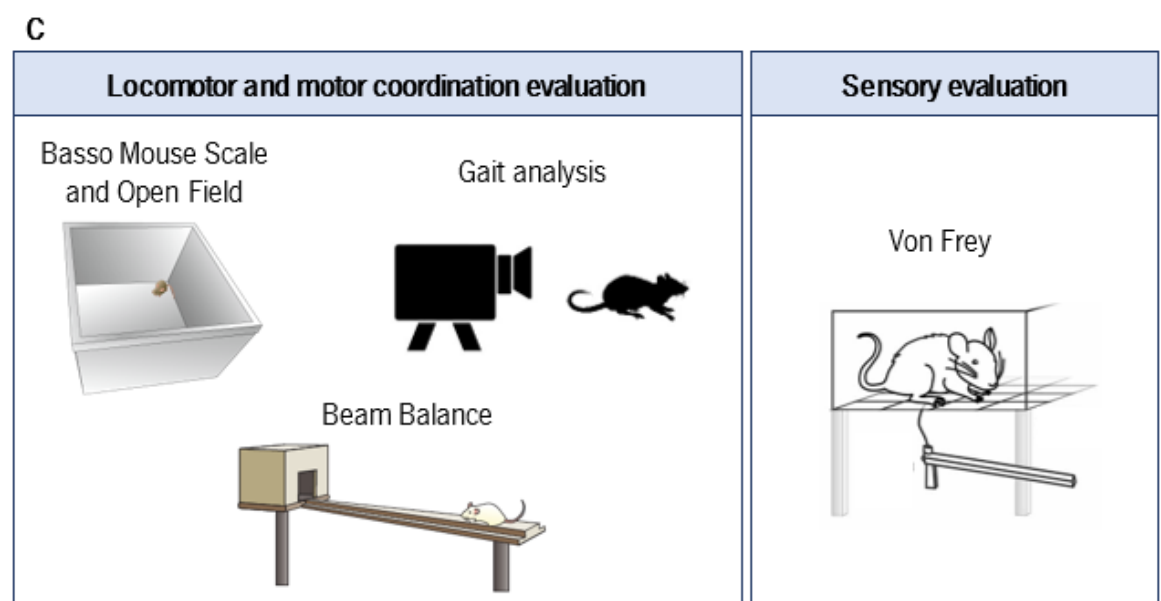 C
Locomotor and motor coordination evaluation
Sensory evaluation
Basso Mouse Scale
and Open Field
Gait analysis
Von Frey
Beam Balance